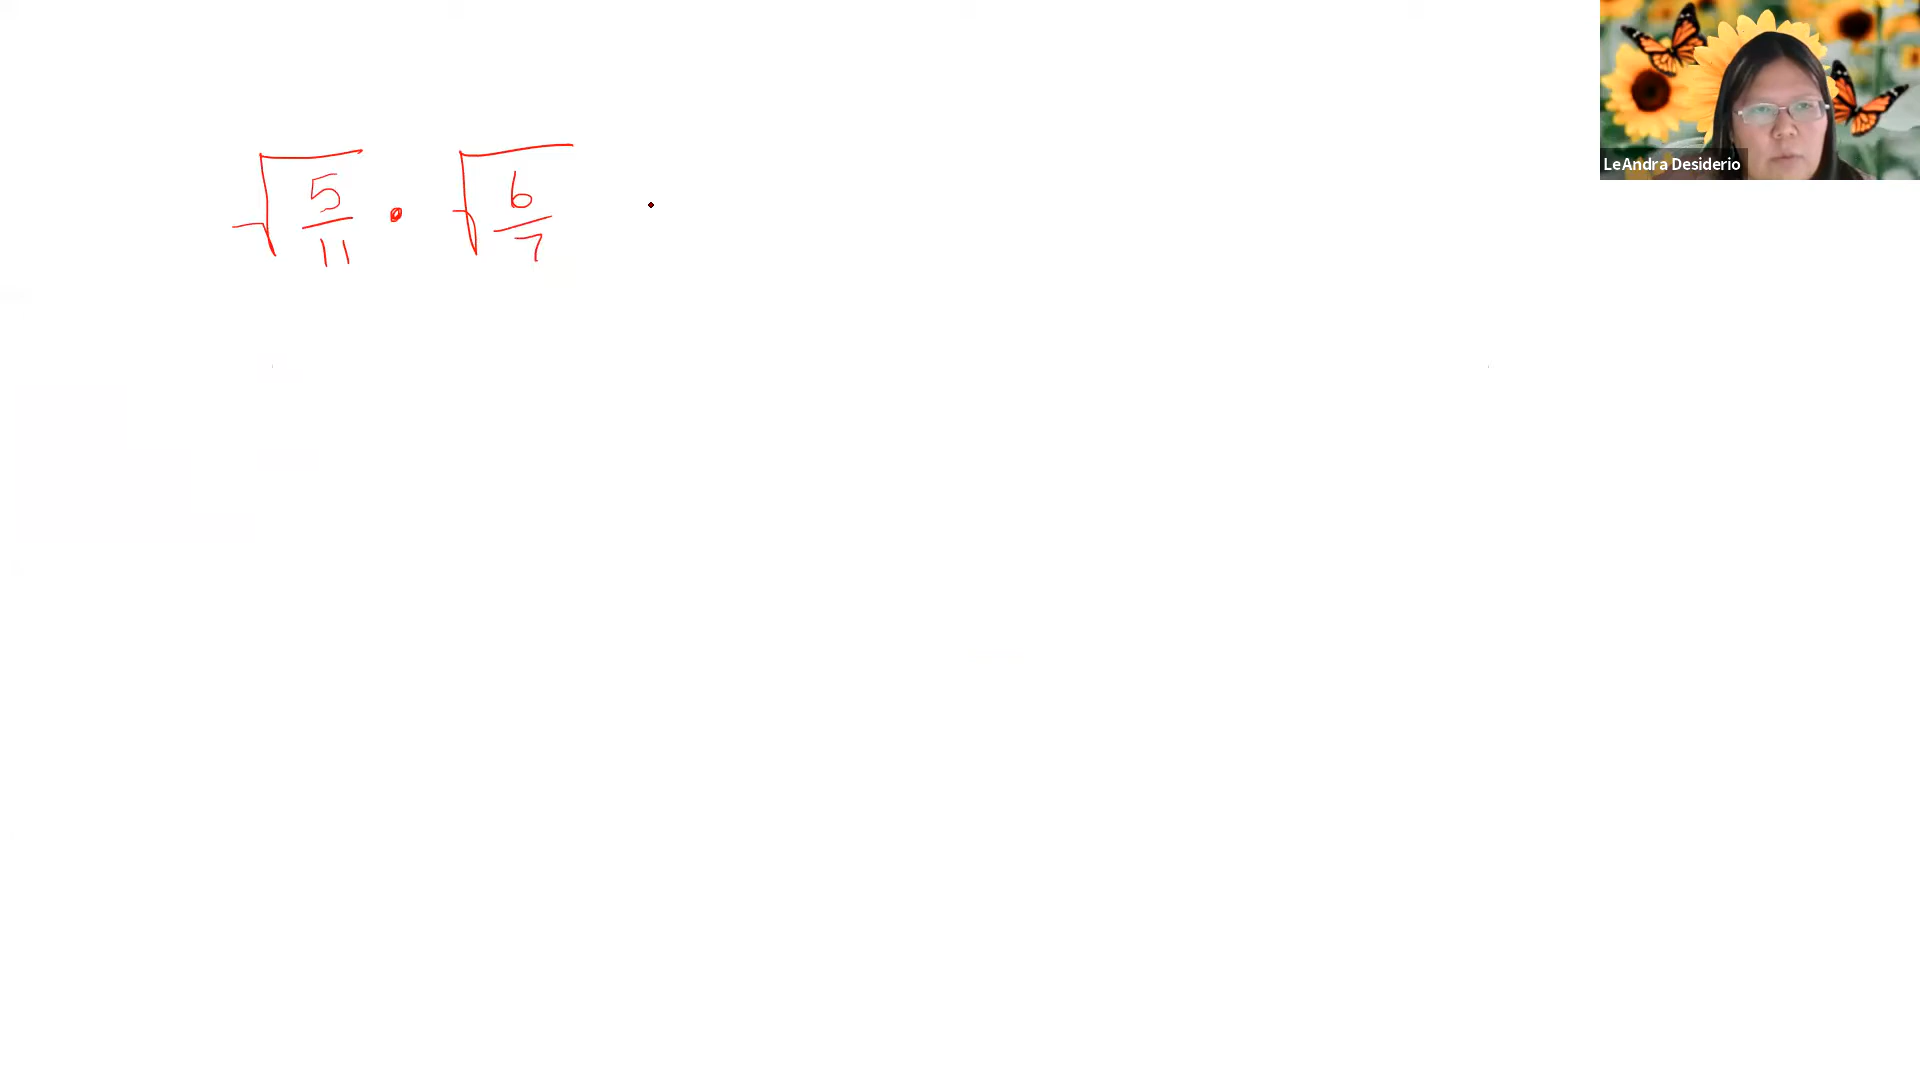 √(5/11) • √(6/7)
LeAndra Desiderio